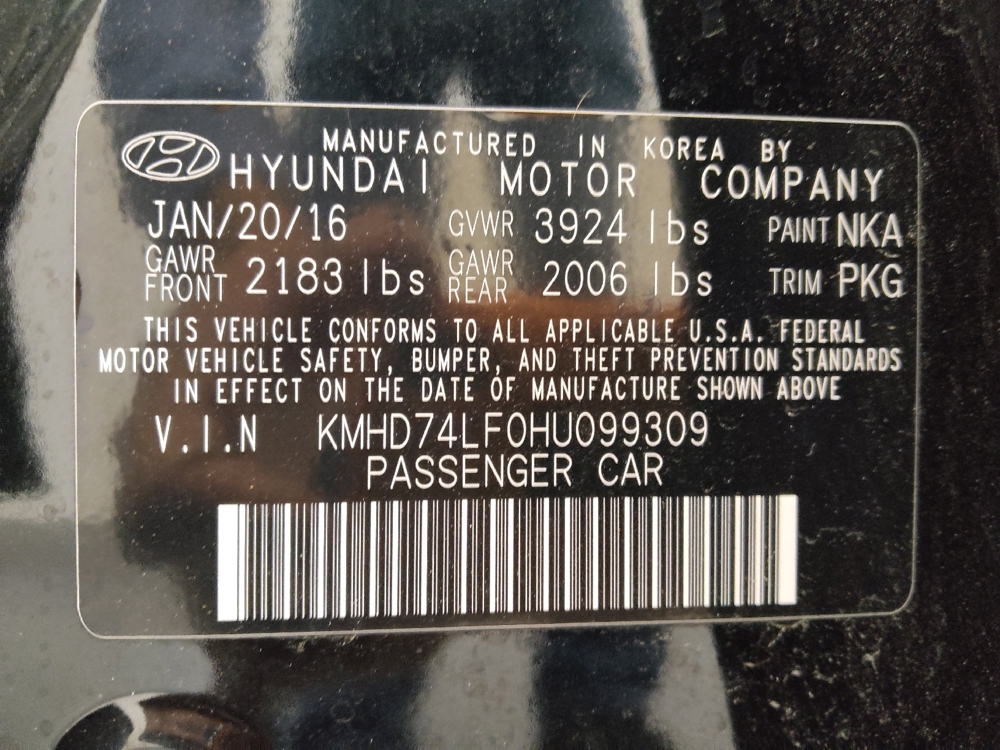 MANUFACTURED IN KOREA BY
HYUNDAI MOTOR COMPANY
JAN/20/16 GVWR 3924 lbs PAINT NKA
GAWR FRONT 2183 lbs GAWR REAR 2006 lbs TRIM PKG
THIS VEHICLE CONFORMS TO ALL APPLICABLE U.S.A. FEDERAL
MOTOR VEHICLE SAFETY, BUMPER, AND THEFT PREVENTION STANDARDS
IN EFFECT ON THE DATE OF MANUFACTURE SHOWN ABOVE
V.I.N KMHD74LF0HU099309
PASSENGER CAR